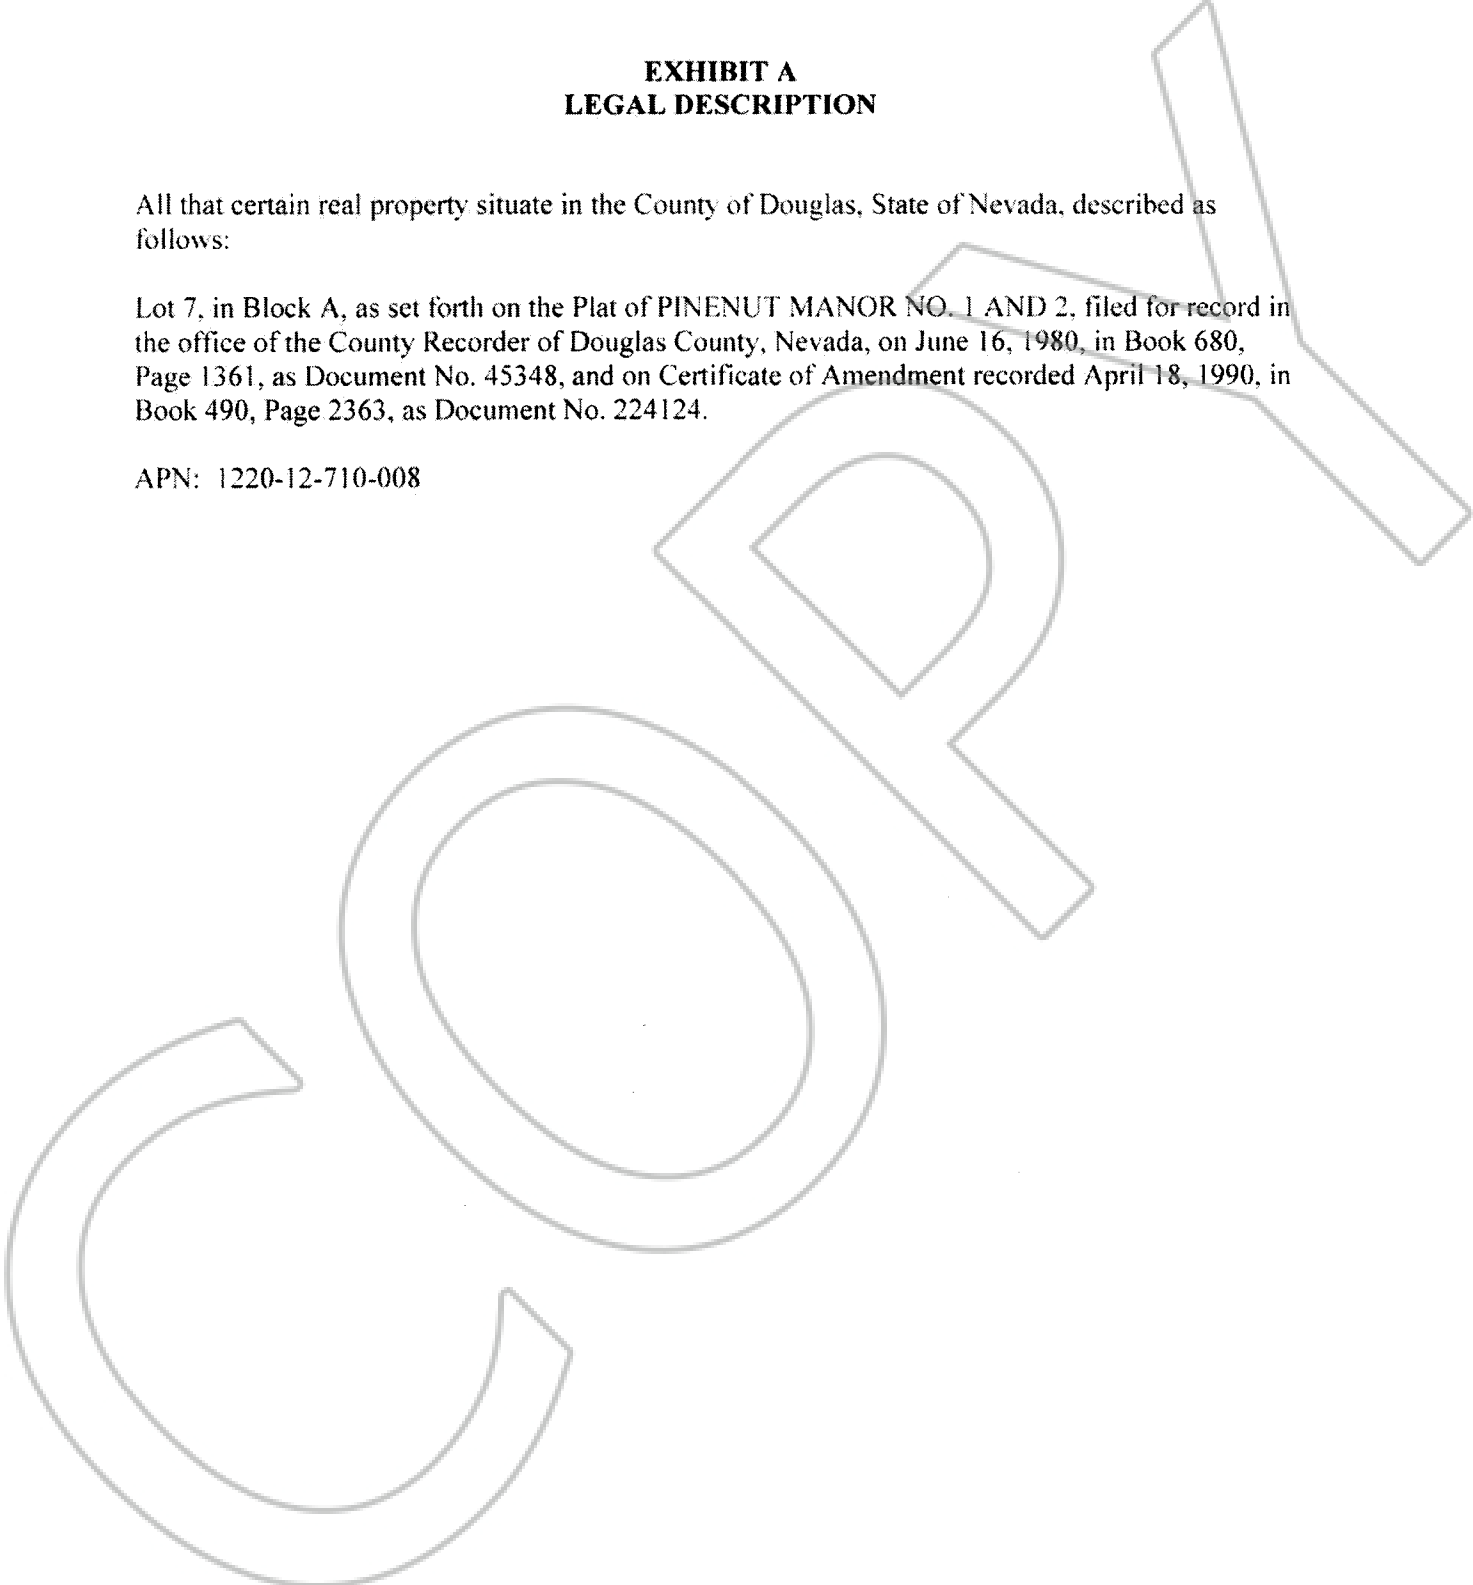 EXHIBIT A
LEGAL DESCRIPTION
All that certain real property situate in the County of Douglas, State of Nevada, described as
follows:
Lot 7, in Block A, as set forth on the Plat of PINENUT MANOR NO. 1 AND 2, filed for record in
the office of the County Recorder of Douglas County, Nevada, on June 16, 1980, in Book 680,
Page 1361, as Document No. 45348, and on Certificate of Amendment recorded April 18, 1990, in
Book 490, Page 2363, as Document No. 224124.
APN: 1220-12-710-008
COPY